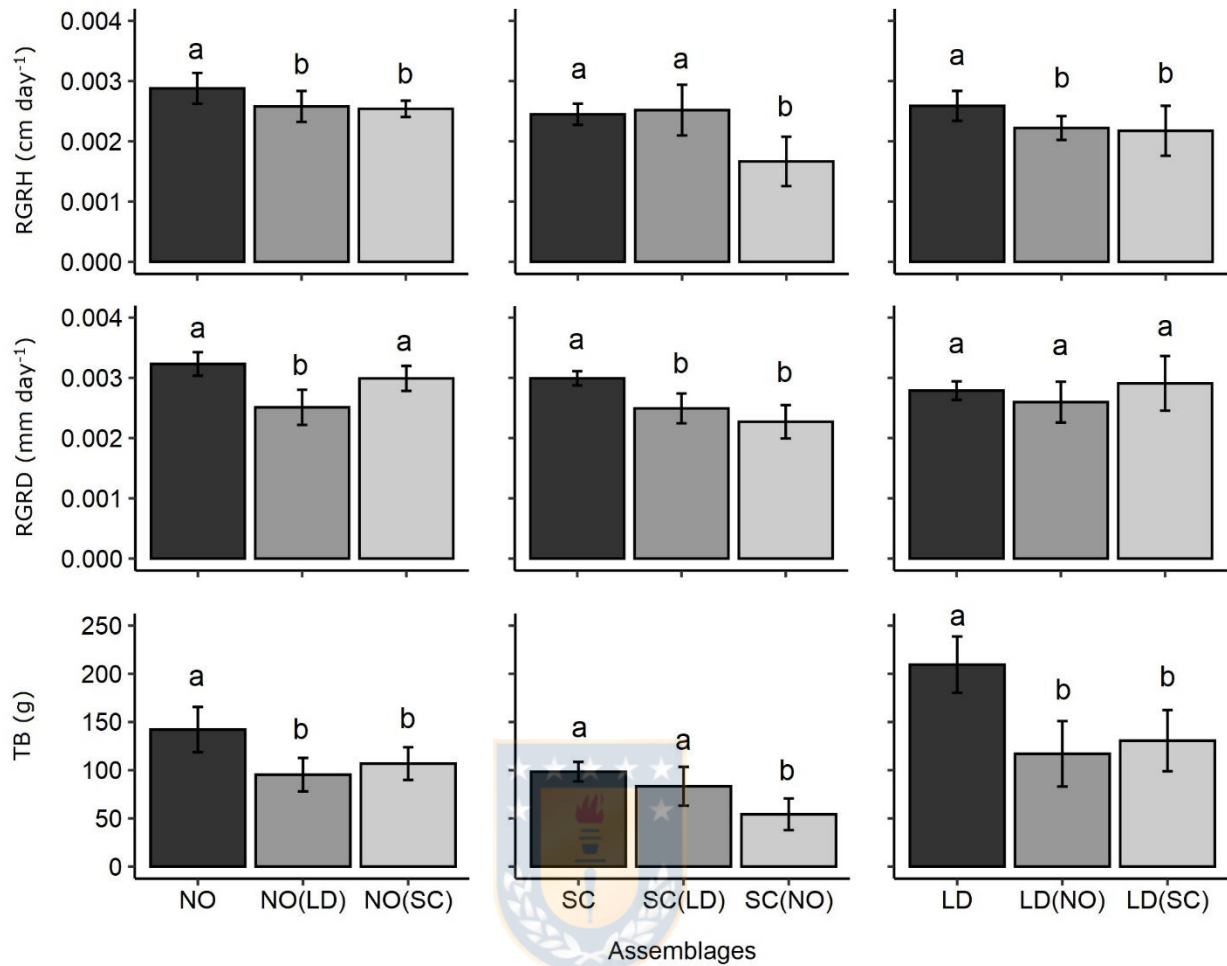 RGRH (cm day⁻¹)
0.004
0.003
0.002
0.001
0.000
a b b
a a b
a b b
RGRD (mm day⁻¹)
0.004
0.003
0.002
0.001
0.000
a b a
a b b
a a a
TB (g)
250
200
150
100
50
0
a b b
a a b
a b b
NO NO(LD) NO(SC) SC SC(LD) SC(NO) LD LD(NO) LD(SC)
Assemblages